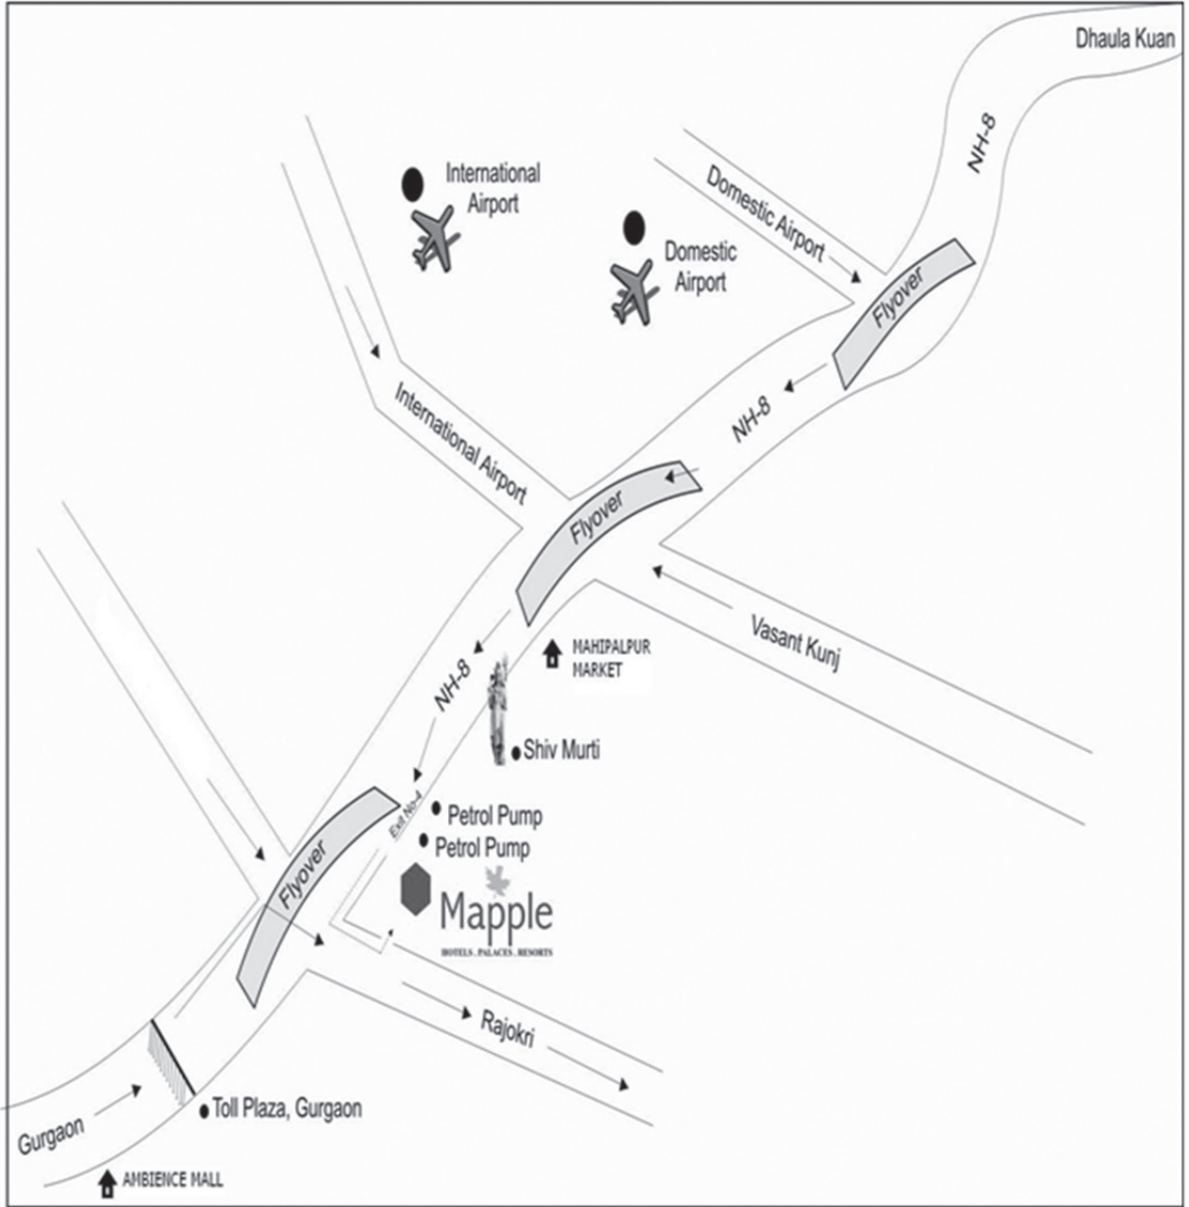 Dhaula Kuan
NH-8
International
Airport
Domestic Airport
Domestic
Airport
Flyover
NH-8
International Airport
Flyover
Vasant Kunj
MAHIPALPUR
MARKET
NH-8
Shiv Murti
Exit No-4
Petrol Pump
Petrol Pump
Flyover
Mapple
HOTELS . PALACES . RESORTS
Rajokri
Toll Plaza, Gurgaon
Gurgaon
AMBIENCE MALL